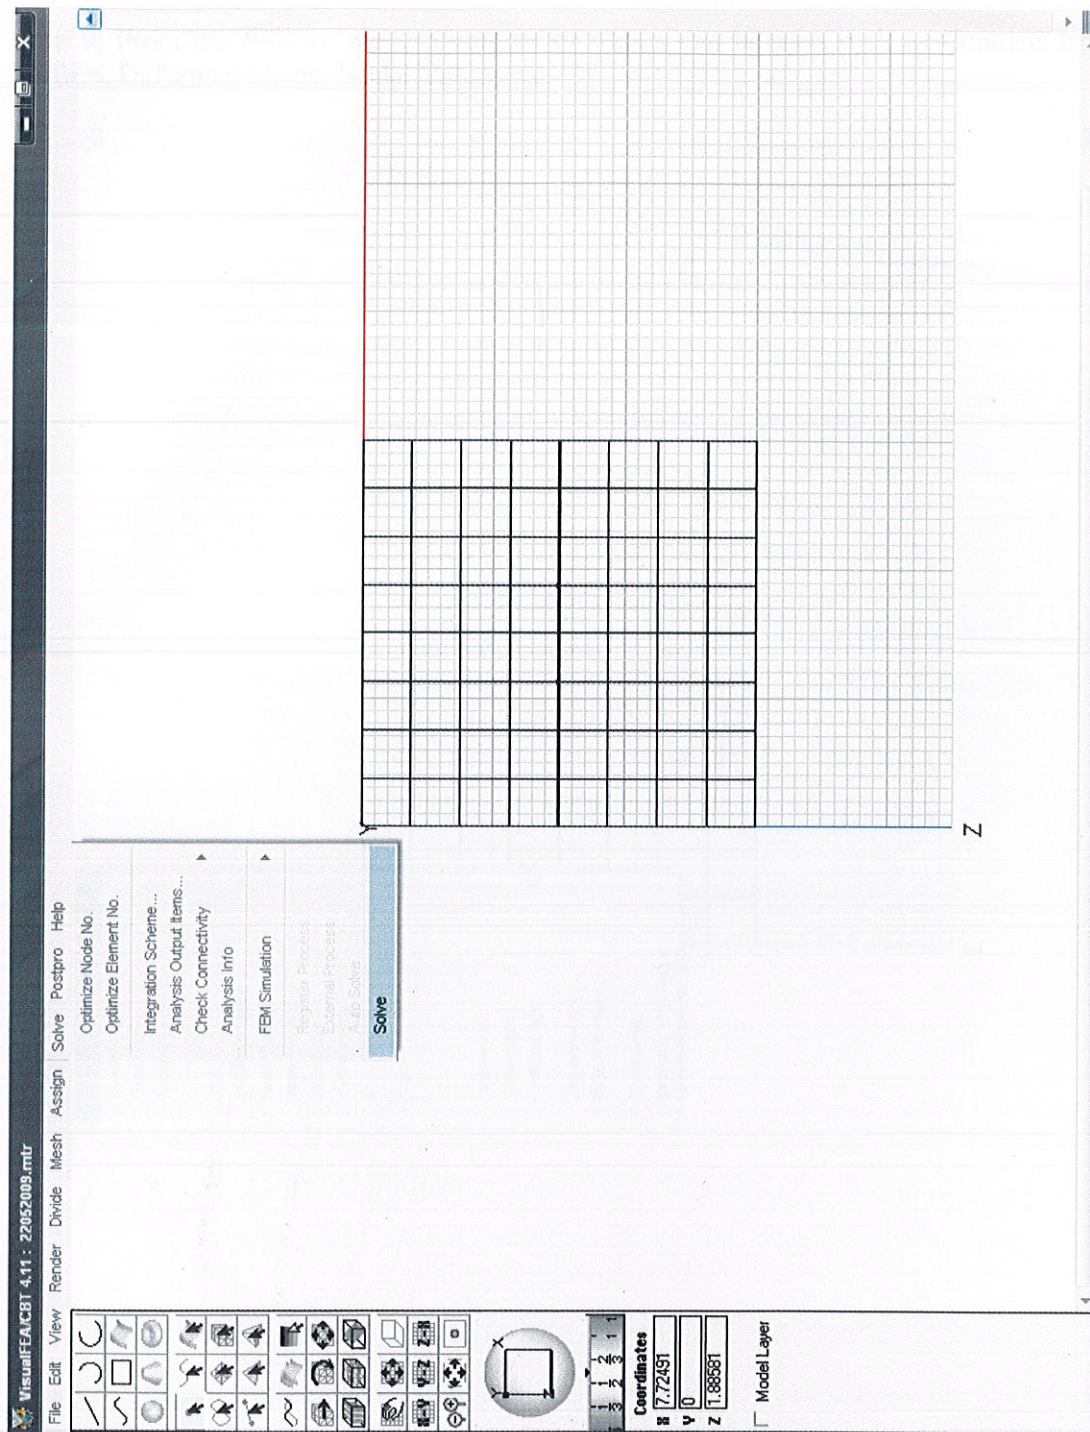 VisualFEA/CBT 4.11 : 22052009.mtr
File Edit View Render Divide Mesh Assign Solve Postpro Help
Optimize Node No.
Optimize Element No.
Integration Scheme...
Analysis Output Items...
Check Connectivity
Analysis Info
FEM Simulation
Register Process
External Process
Auto Solve
Solve
X-Y Y-Z Z-X
Y X
Z
Coordinates
X 7.72491
Y 0
Z 1.88581
Model Layer
Y
Z